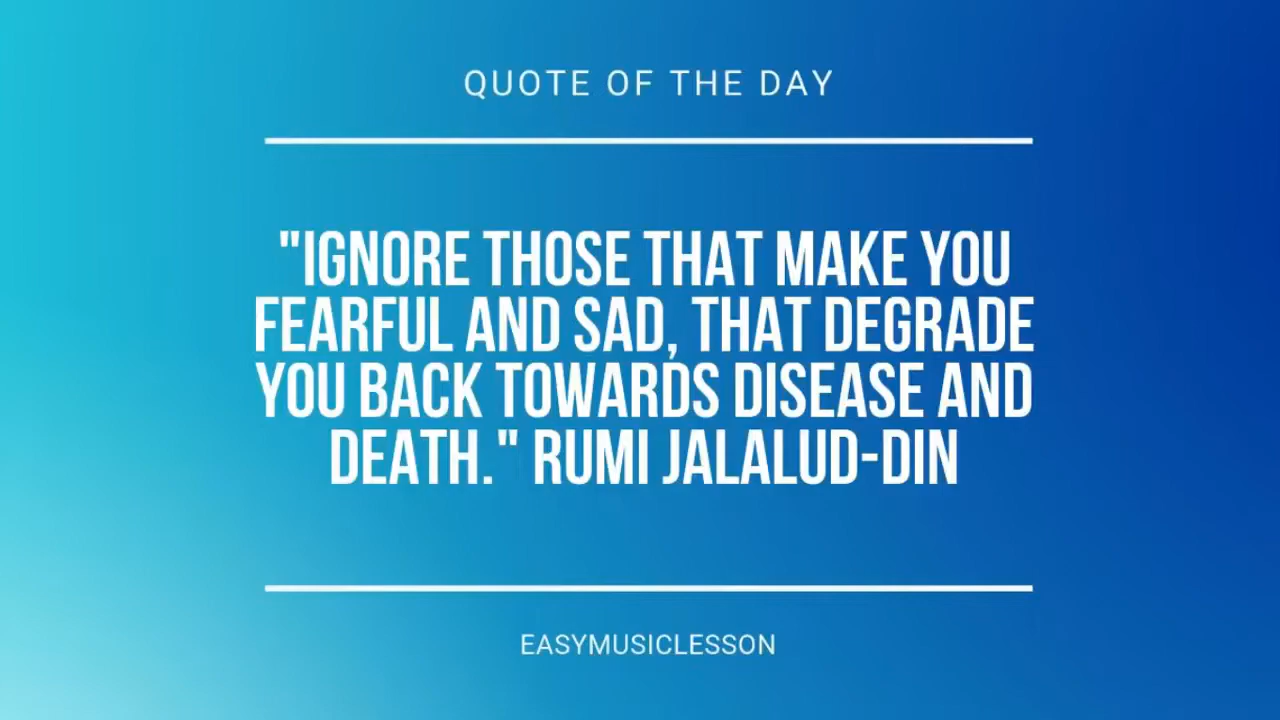 QUOTE OF THE DAY
"IGNORE THOSE THAT MAKE YOU
FEARFUL AND SAD, THAT DEGRADE
YOU BACK TOWARDS DISEASE AND
DEATH." RUMI JALALUD-DIN
EASYMUSICLESSON